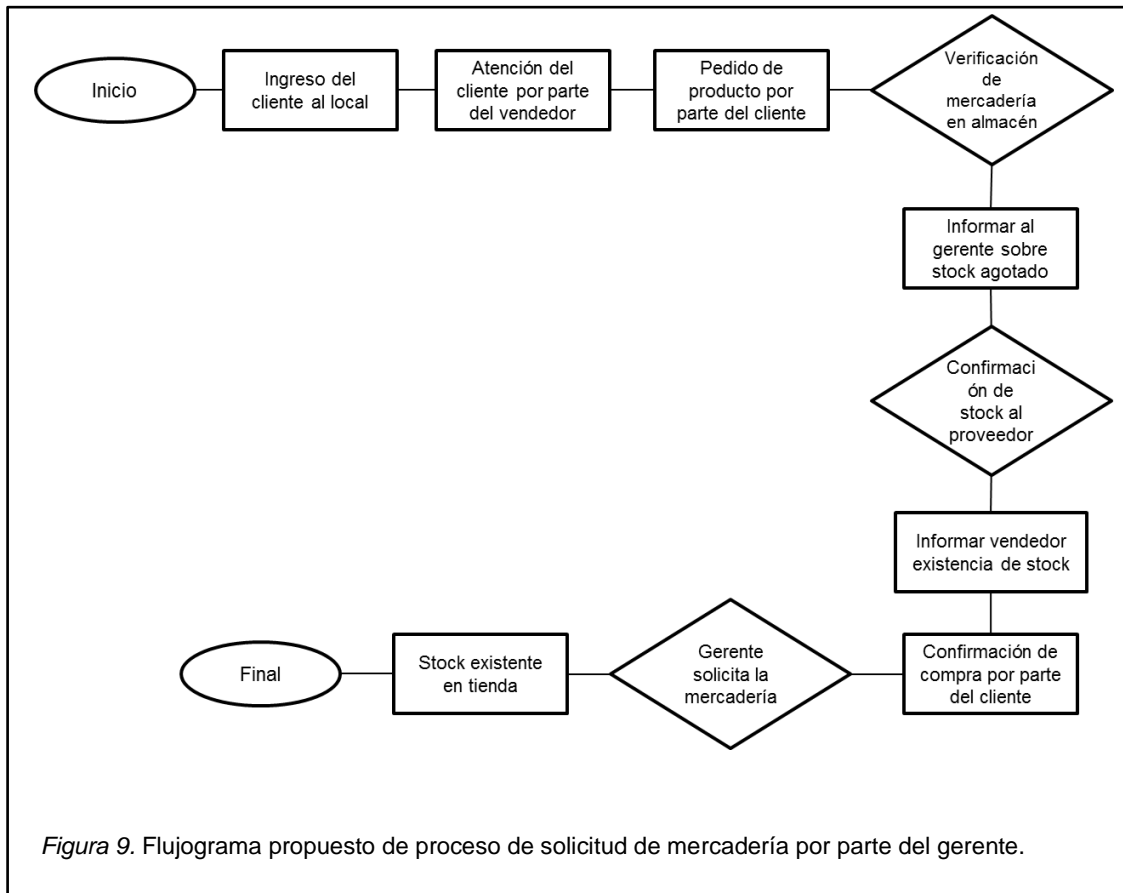 Inicio
Ingreso del
cliente al local
Atención del
cliente por parte
del vendedor
Pedido de
producto por
parte del cliente
Verificación
de
mercadería
en almacén
Informar al
gerente sobre
stock agotado
Confirmaci
ón de
stock al
proveedor
Informar vendedor
existencia de stock
Confirmación de
compra por parte
del cliente
Gerente
solicita la
mercadería
Stock existente
en tienda
Final
Figura 9. Flujograma propuesto de proceso de solicitud de mercadería por parte del gerente.